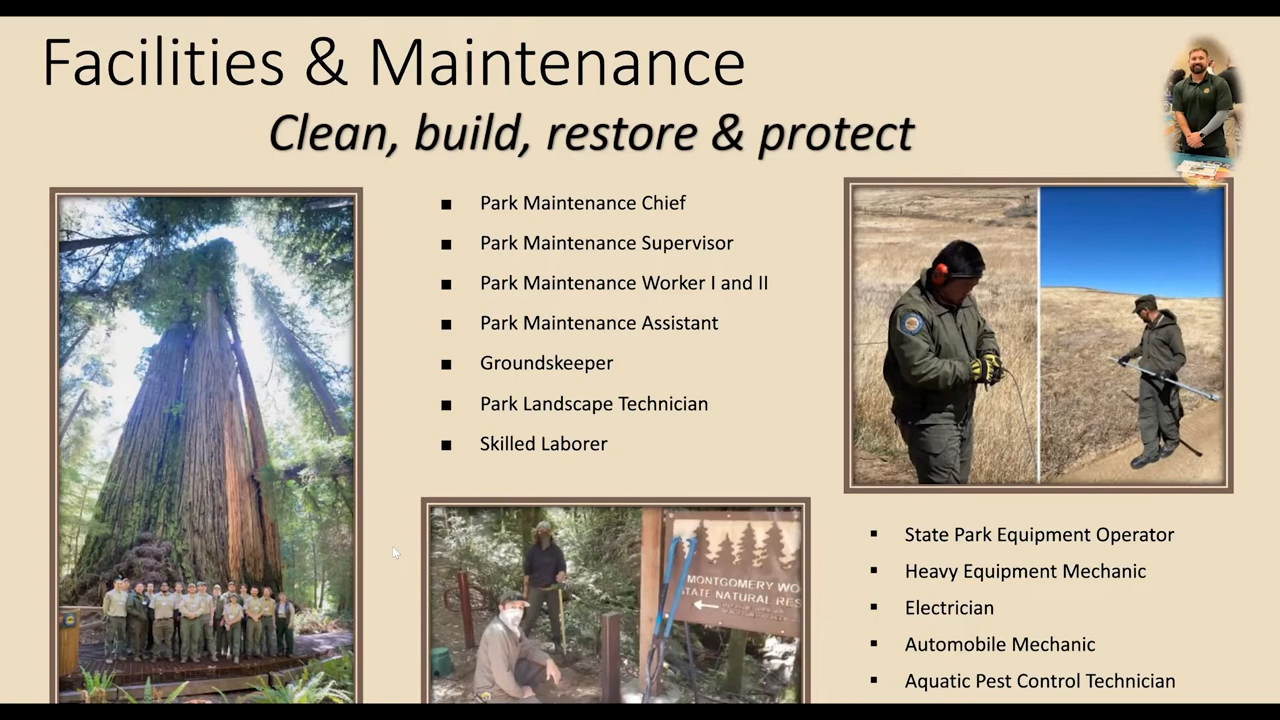 Facilities & Maintenance
Clean, build, restore & protect
Park Maintenance Chief
Park Maintenance Supervisor
Park Maintenance Worker I and II
Park Maintenance Assistant
Groundskeeper
Park Landscape Technician
Skilled Laborer
MONTGOMERY WO
STATE NATURAL RES
State Park Equipment Operator
Heavy Equipment Mechanic
Electrician
Automobile Mechanic
Aquatic Pest Control Technician